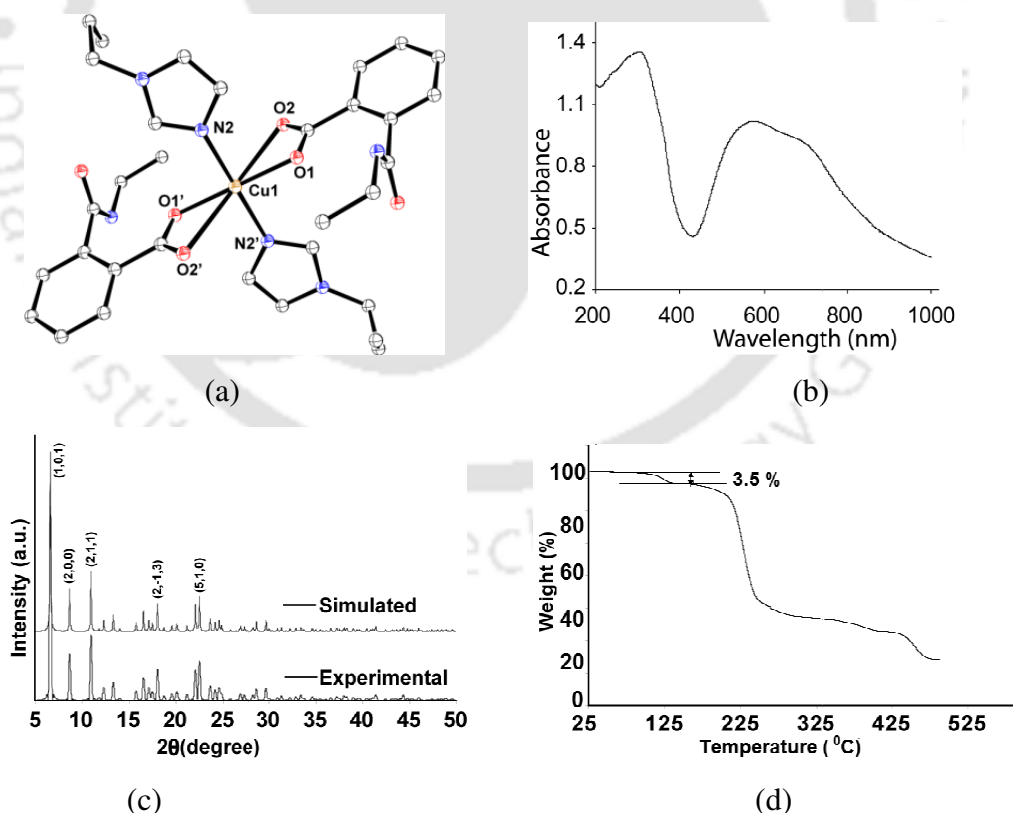 N2
O2
O1
Cu1
O1'
N2'
O2'
(a)
1.4
1.1
0.8
0.5
0.2
Absorbance
200 400 600 800 1000
Wavelength (nm)
(b)
(1,0,1)
(2,0,0)
(2,1,1)
(2,-1,3)
(5,1,0)
Intensity (a.u.)
Simulated
Experimental
5 10 15 20 25 30 35 40 45 50
2θ(degree)
(c)
100
80
60
40
20
0
Weight (%)
3.5 %
25 125 225 325 425 525
Temperature ( ⁰C)
(d)